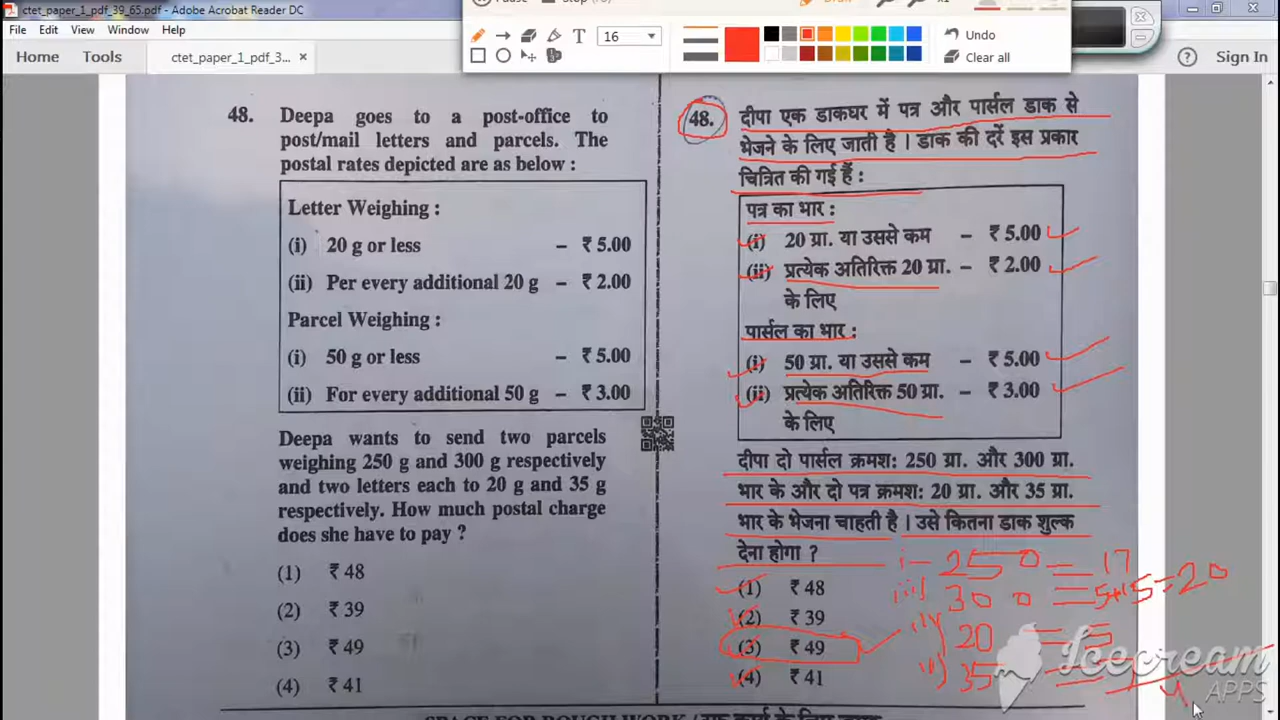 ctet_paper_1_pdf_39_65.pdf - Adobe Acrobat Reader DC
File Edit View Window Help
T 16
Undo
Clear all
Home Tools ctet_paper_1_pdf_3... ×
Sign In
48. Deepa goes to a post-office to
post/mail letters and parcels. The
postal rates depicted are as below :
Letter Weighing :
(i) 20 g or less – ₹ 5.00
(ii) Per every additional 20 g – ₹ 2.00
Parcel Weighing :
(i) 50 g or less – ₹ 5.00
(ii) For every additional 50 g – ₹ 3.00
Deepa wants to send two parcels
weighing 250 g and 300 g respectively
and two letters each to 20 g and 35 g
respectively. How much postal charge
does she have to pay ?
(1) ₹ 48
(2) ₹ 39
(3) ₹ 49
(4) ₹ 41
48. दीपा एक डाकघर में पत्र और पार्सल डाक से
भेजने के लिए जाती है । डाक की दरें इस प्रकार
चित्रित की गई हैं :
पत्र का भार :
(i) 20 ग्रा. या उससे कम – ₹ 5.00
(ii) प्रत्येक अतिरिक्त 20 ग्रा. – ₹ 2.00
के लिए
पार्सल का भार :
(i) 50 ग्रा. या उससे कम – ₹ 5.00
(ii) प्रत्येक अतिरिक्त 50 ग्रा. – ₹ 3.00
के लिए
दीपा दो पार्सल क्रमश: 250 ग्रा. और 300 ग्रा.
भार के और दो पत्र क्रमश: 20 ग्रा. और 35 ग्रा.
भार के भेजना चाहती है । उसे कितना डाक शुल्क
देना होगा ?
(1) ₹ 48
(2) ₹ 39
(3) ₹ 49
(4) ₹ 41
250 = 17
300 = 5+15=20
20 = 5
35 =
Icecream
APPS